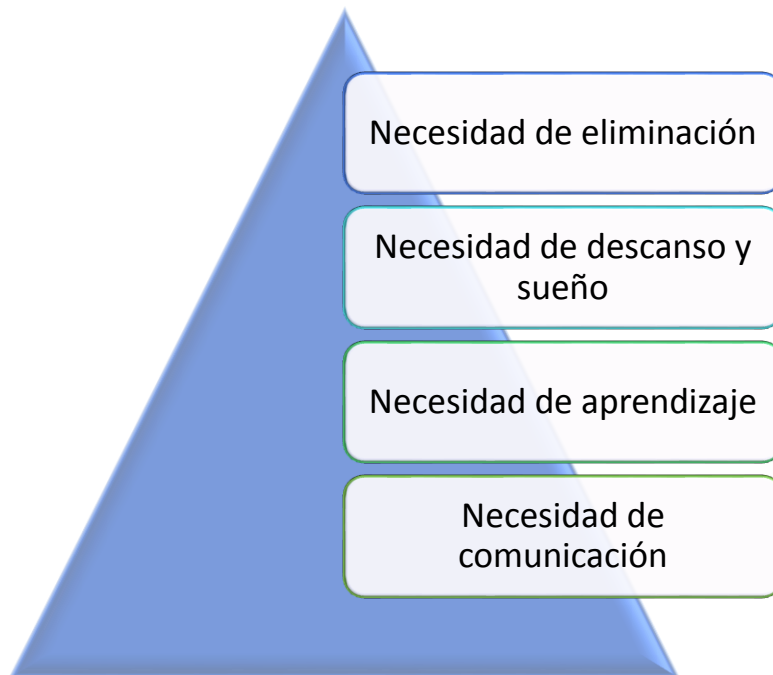 Necesidad de eliminación
Necesidad de descanso y
sueño
Necesidad de aprendizaje
Necesidad de
comunicación